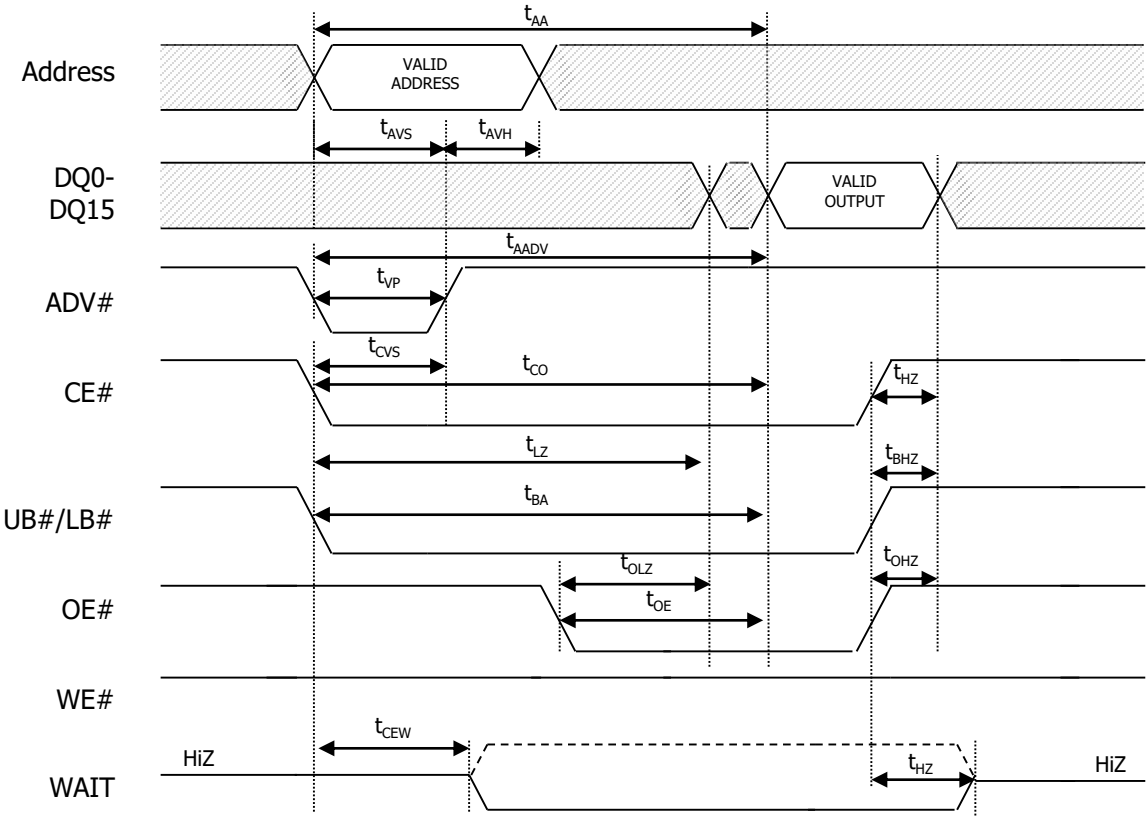 tAA
Address
VALID
ADDRESS
tAVS
tAVH
DQ0-
DQ15
VALID
OUTPUT
tAADV
tVP
ADV#
tCVS
tCO
CE#
tHZ
tLZ
tBHZ
tBA
UB#/LB#
tOLZ
tOHZ
tOE
OE#
WE#
tCEW
HiZ
tHZ
HiZ
WAIT